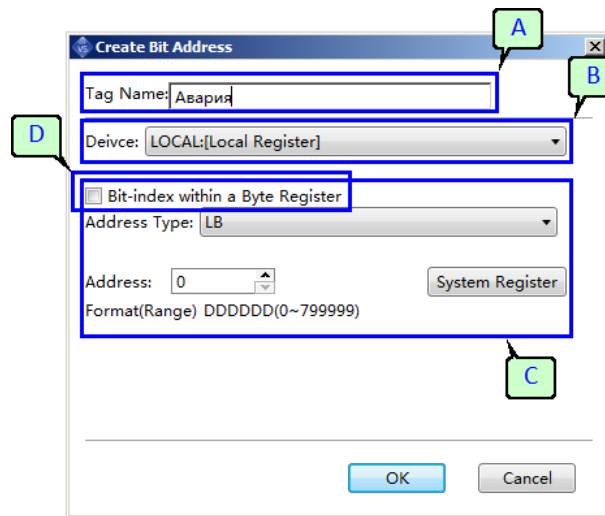 Create Bit Address
A
B
Tag Name: Авария
D
Deivce: LOCAL:[Local Register]
Bit-index within a Byte Register
Address Type: LB
Address: 0
System Register
Format(Range) DDDDDD(0~799999)
C
OK
Cancel